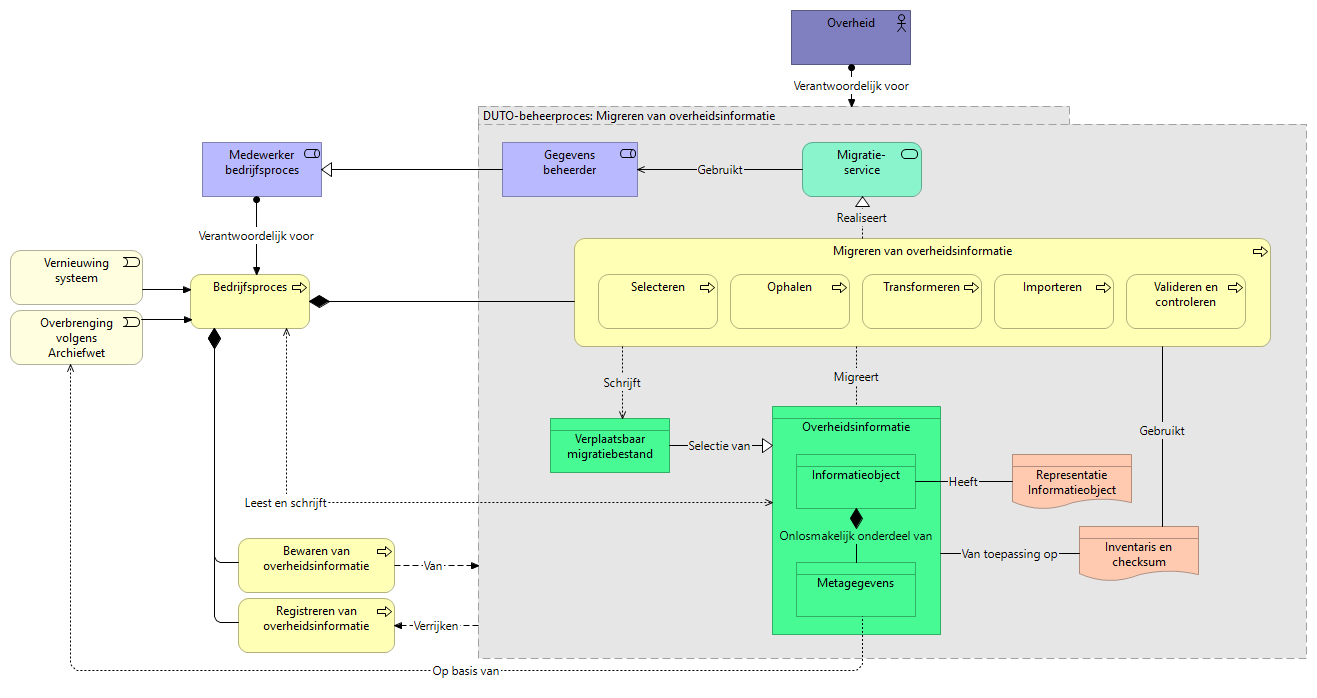 Overheid
Verantwoordelijk voor
DUTO-beheerproces: Migreren van overheidsinformatie
Medewerker
bedrijfsproces
Gegevens
beheerder
Gebruikt
Migratie-
service
Realiseert
Verantwoordelijk voor
Vernieuwing
systeem
Overbrenging
volgens
Archiefwet
Bedrijfsproces
Migreren van overheidsinformatie
Selecteren
Ophalen
Transformeren
Importeren
Valideren en
controleren
Schrijft
Migreert
Gebruikt
Verplaatsbaar
migratiebestand
Selectie van
Overheidsinformatie
Informatieobject
Heeft
Representatie
Informatieobject
Leest en schrijft
Onlosmakelijk onderdeel van
Van toepassing op
Inventaris en
checksum
Metagegevens
Bewaren van
overheidsinformatie
Van
Registreren van
overheidsinformatie
Verrijken
Op basis van